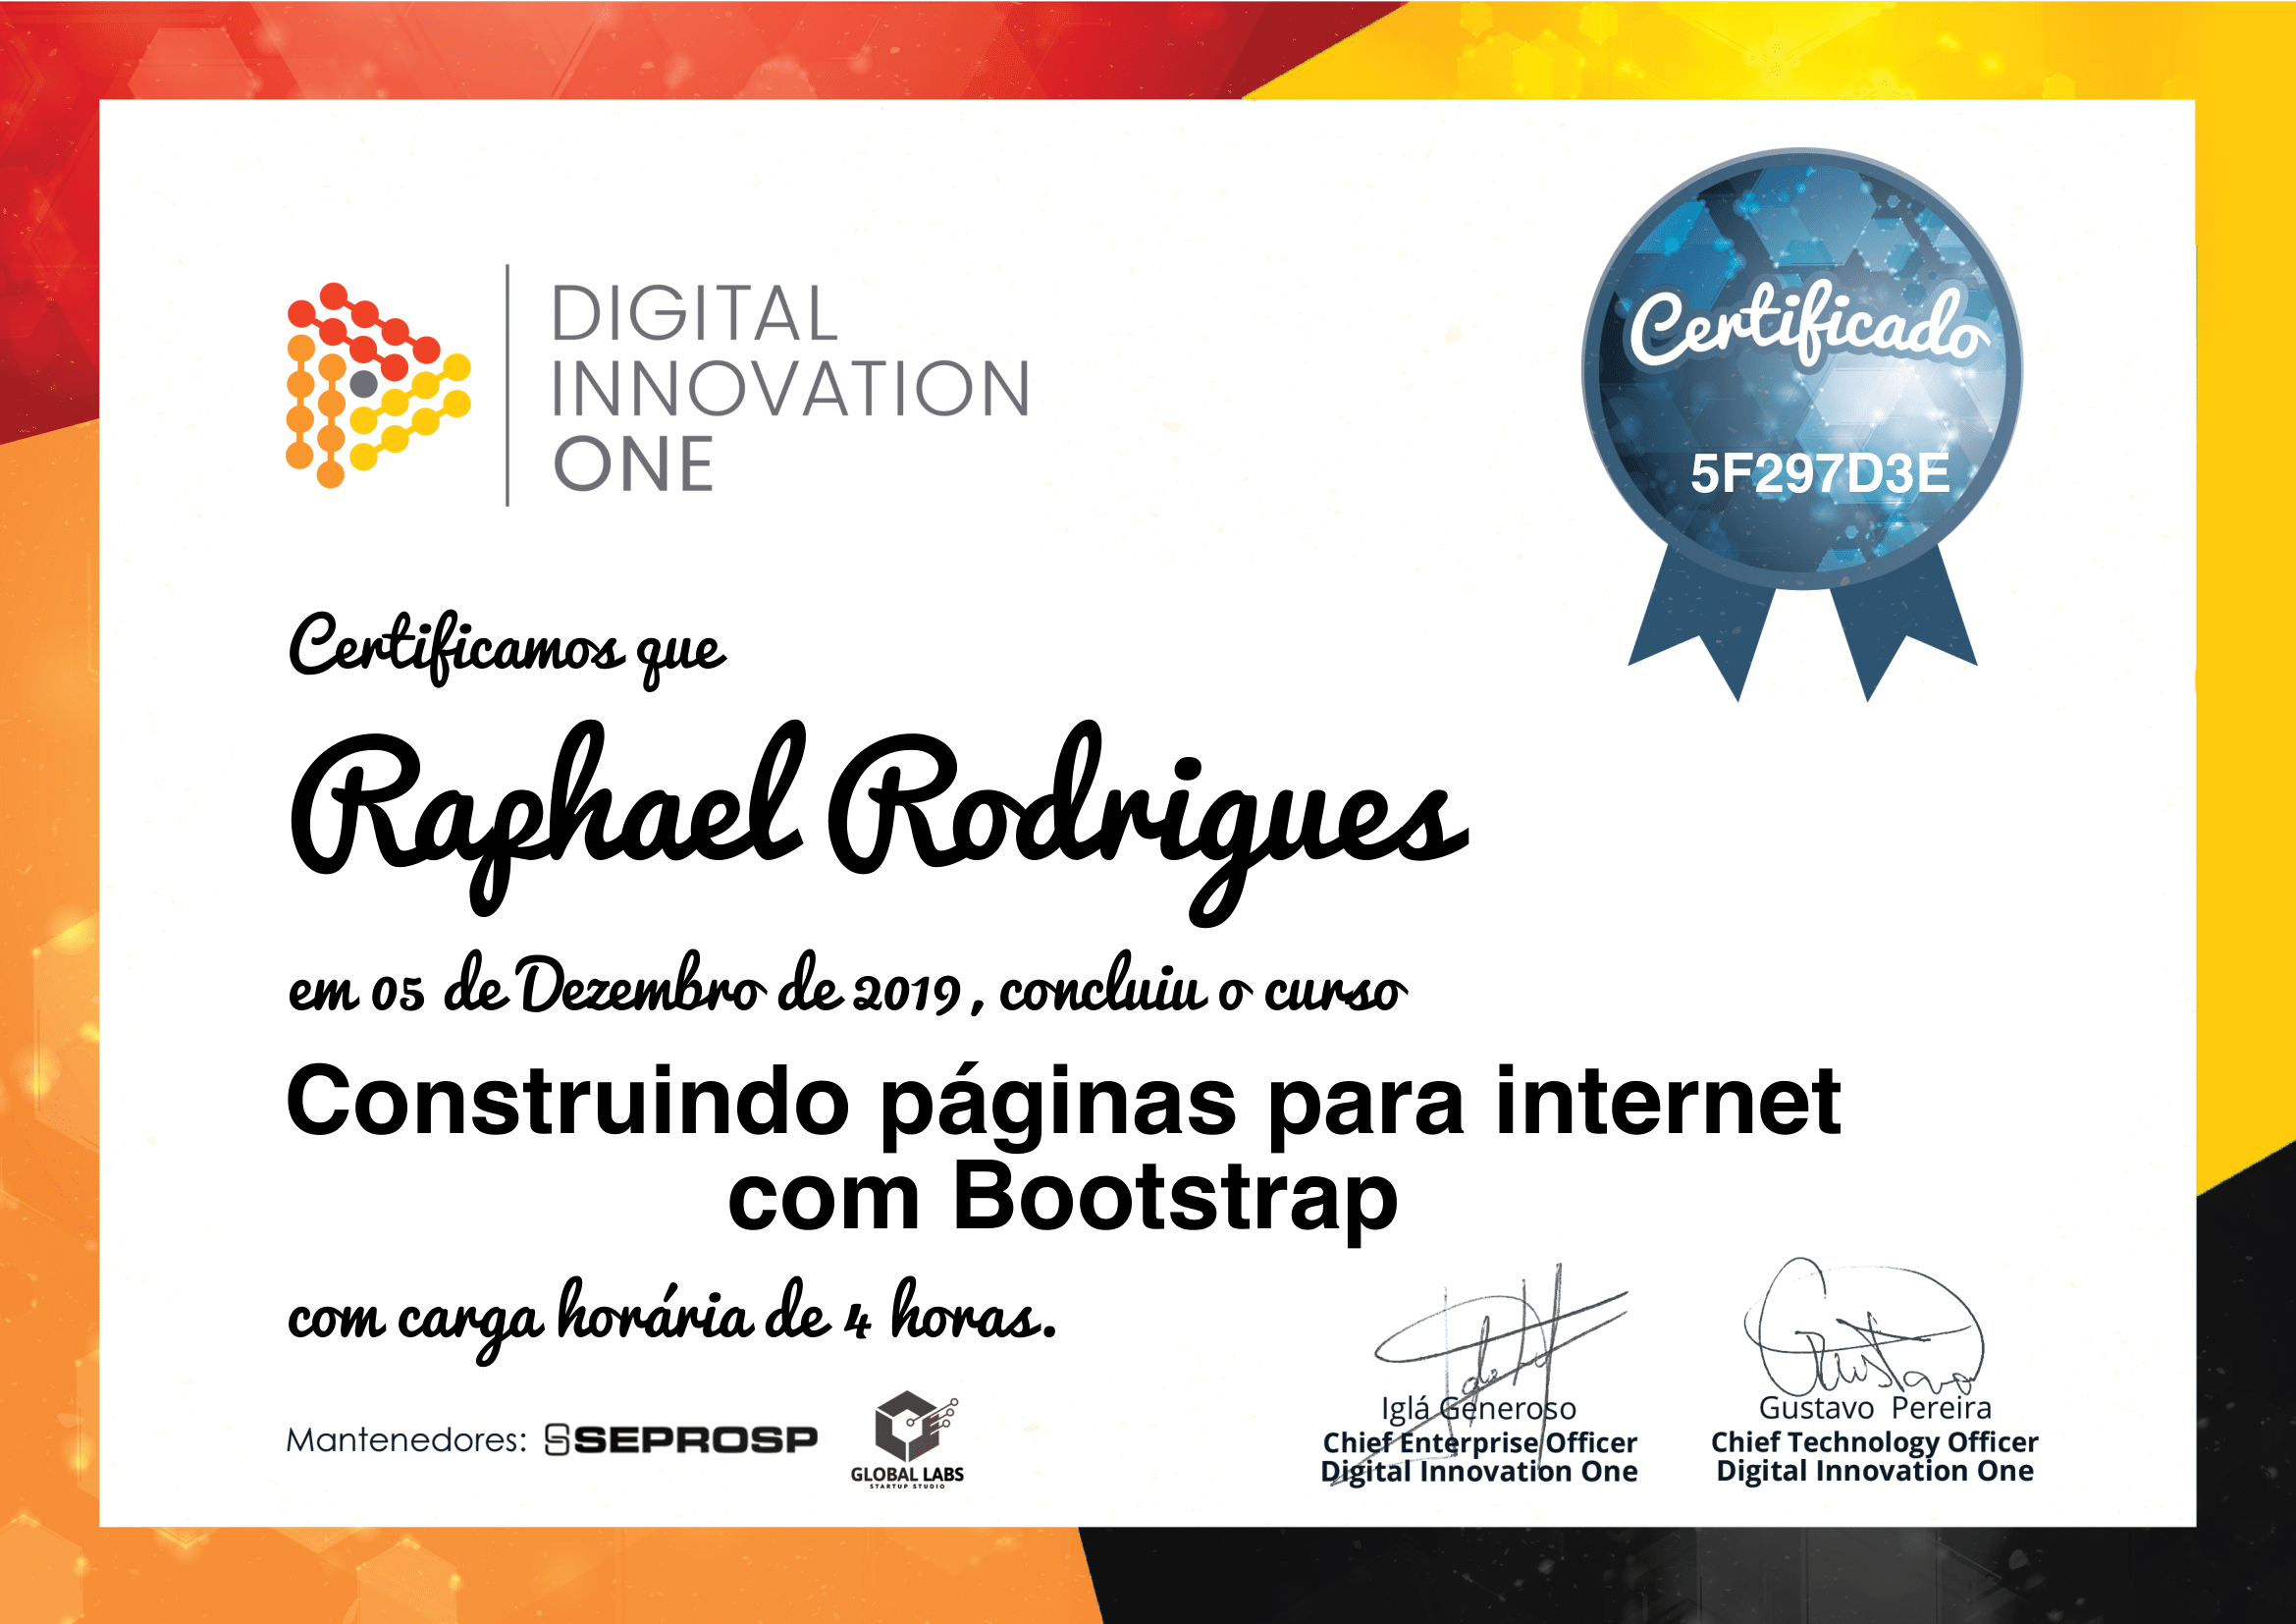 DIGITAL
INNOVATION
ONE
Certificado
5F297D3E
Certificamos que
Raphael Rodrigues
em 05 de Dezembro de 2019, concluiu o curso
Construindo páginas para internet
com Bootstrap
com carga horária de 4 horas.
Mantenedores: SEPROSP
GLOBAL LABS
STARTUP STUDIO
Iglá Generoso
Chief Enterprise Officer
Digital Innovation One
Gustavo
Gustavo Pereira
Chief Technology Officer
Digital Innovation One